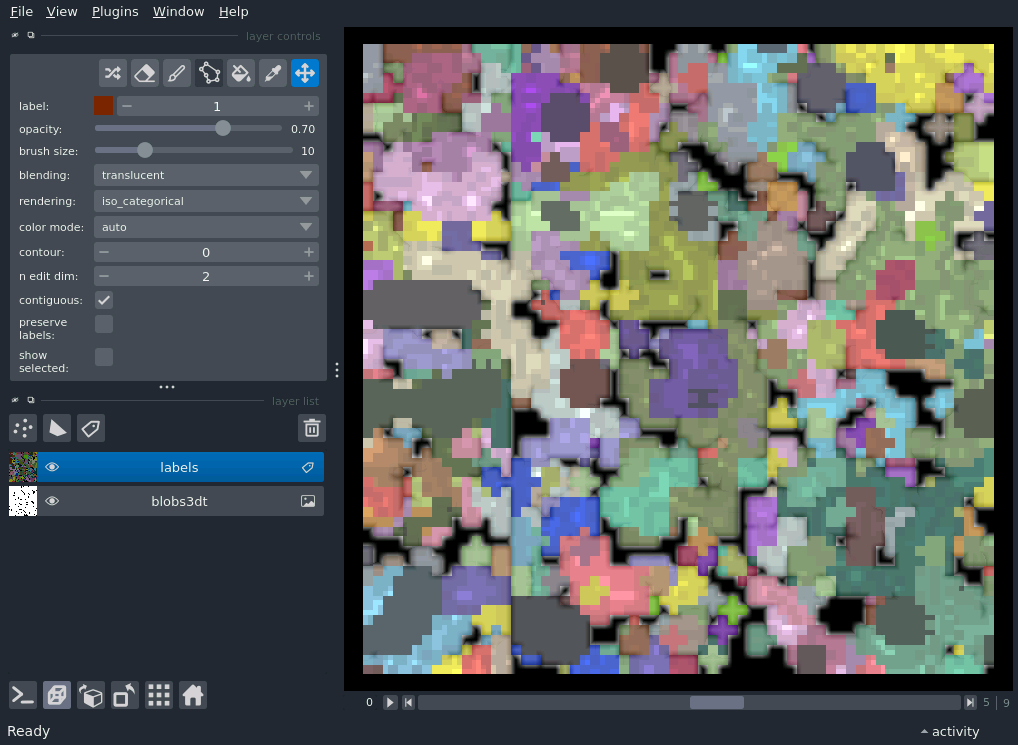 File View Plugins Window Help
layer controls
label: 1
opacity: 0.70
brush size: 10
blending: translucent
rendering: iso_categorical
color mode: auto
contour: 0
n edit dim: 2
contiguous:
preserve
labels:
show
selected:
layer list
labels
blobs3dt
0 5 9
Ready activity